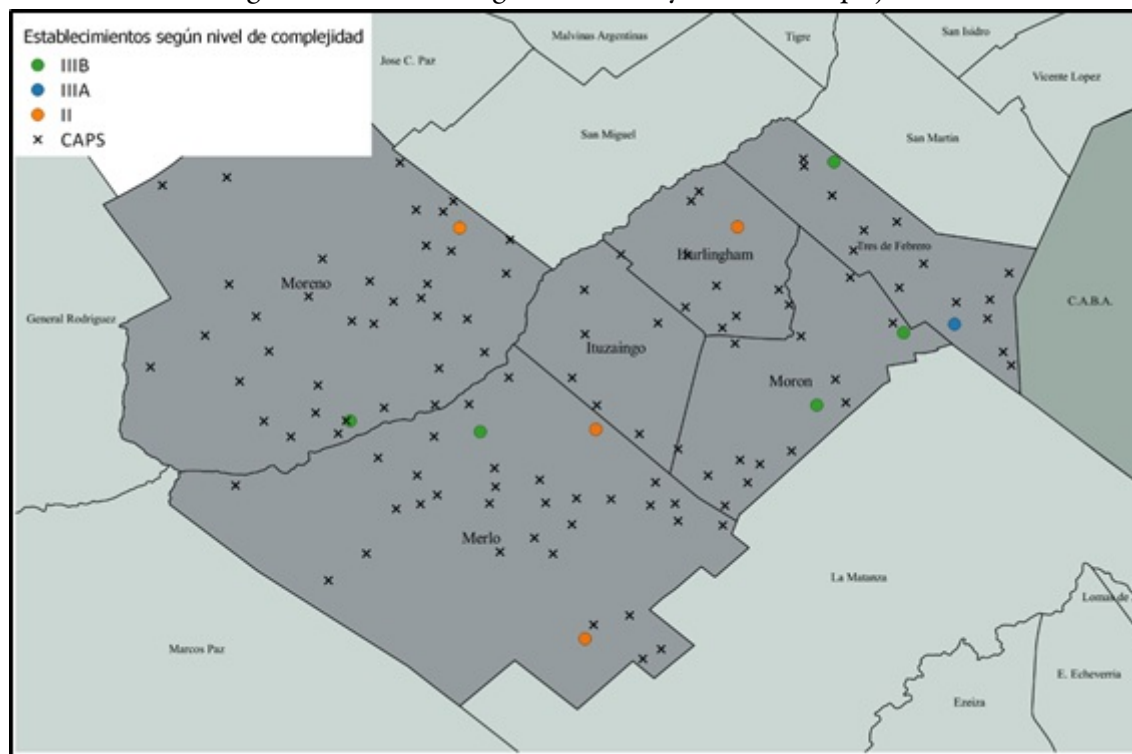 Establecimientos según nivel de complejidad
IIIB
IIIA
II
CAPS
Malvinas Argentinas
Tigre
San Isidro
Jose C. Paz
Vicente Lopez
San Miguel
San Martin
Tres de Febrero
Hurlingham
Moreno
General Rodriguez
C.A.B.A.
Ituzaingo
Moron
Merlo
La Matanza
Lomas de
Marcos Paz
E. Echeverria
Ezeiza